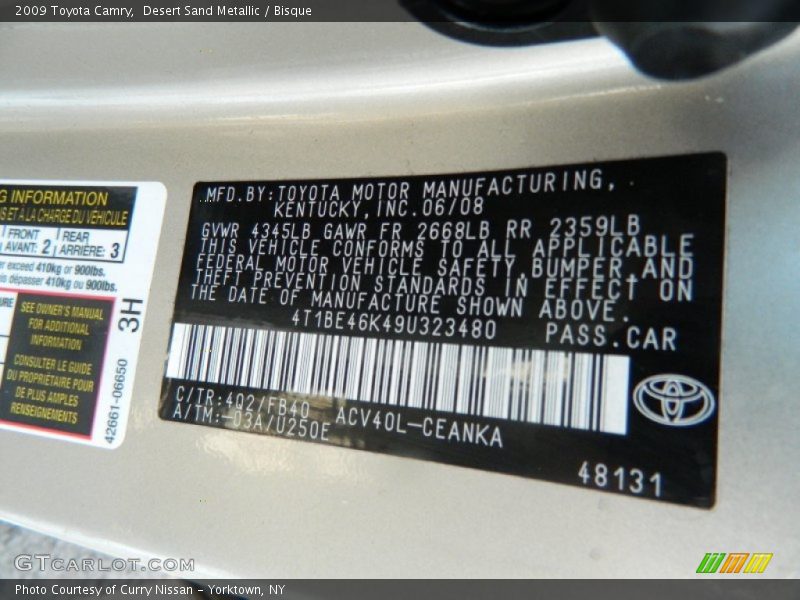 2009 Toyota Camry,  Desert Sand Metallic / Bisque
G INFORMATION
S ET À LA CHARGE DU VÉHICULE
FRONT
AVANT: 2
REAR
ARRIÈRE: 3
er exceed 410kg or 900lbs.
is dépasser 410kg ou 900lbs.
SEE OWNER'S MANUAL
FOR ADDITIONAL
INFORMATION
CONSULTER LE GUIDE
DU PROPRIÉTAIRE POUR
DE PLUS AMPLES
RENSEIGNEMENTS
3H
42661-06650
MFD. BY: TOYOTA MOTOR MANUFACTURING,
KENTUCKY, INC. 06/08
GVWR 4345LB GAWR FR 2668LB RR 2359LB
THIS VEHICLE CONFORMS TO ALL APPLICABLE
FEDERAL MOTOR VEHICLE SAFETY, BUMPER, AND
THEFT PREVENTION STANDARDS IN EFFECT ON
THE DATE OF MANUFACTURE SHOWN ABOVE.
4T1BE46K49U323480 PASS.CAR
C/TR: 402/FB40 ACV40L-CEANKA
A/TM: -03A/U250E
48131
GTCARLOT.COM
Photo Courtesy of Curry Nissan - Yorktown, NY